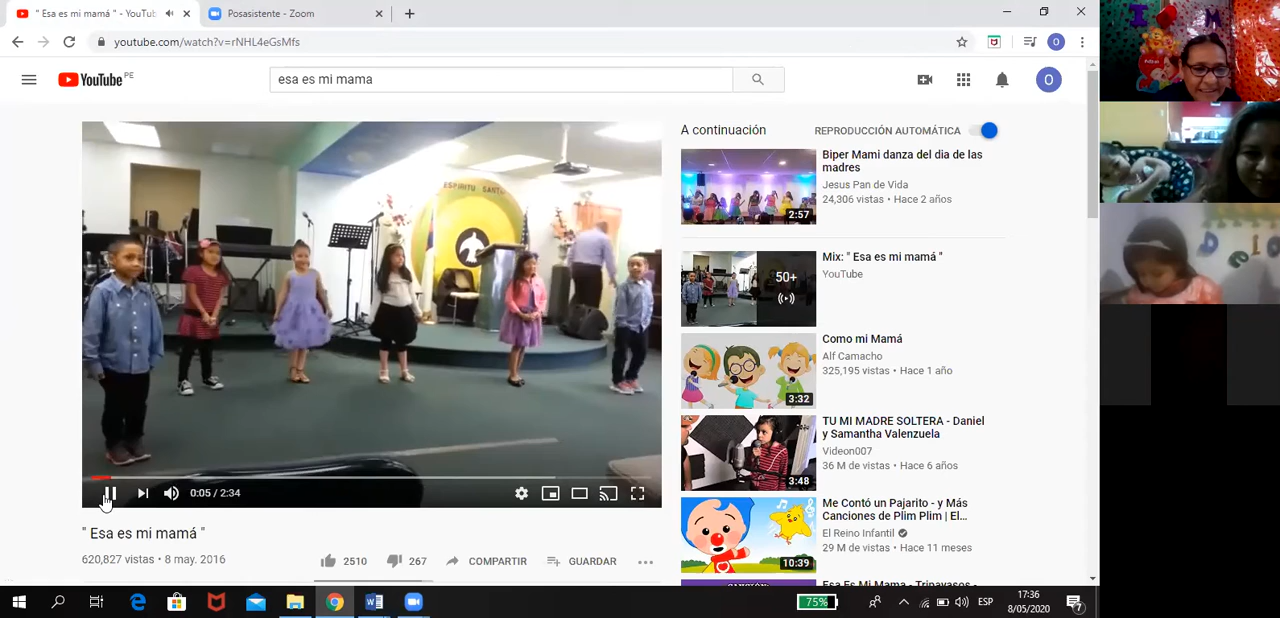 " Esa es mi mamá " - YouTub
Posasistente - Zoom
youtube.com/watch?v=rNHL4eGsMfs
YouTube PE
esa es mi mama
ESPIRITU SANTO
0:05 / 2:34
" Esa es mi mamá "
620,827 vistas • 8 may. 2016
2510
267
COMPARTIR
GUARDAR
A continuación
REPRODUCCIÓN AUTOMÁTICA
Biper Mami danza del dia de las
madres
Jesus Pan de Vida
24,306 vistas • Hace 2 años
2:57
Mix: " Esa es mi mamá "
YouTube
50+
Como mi Mamá
Alf Camacho
325,195 vistas • Hace 1 año
3:32
TU MI MADRE SOLTERA - Daniel
y Samantha Valenzuela
Videon007
36 M de vistas • Hace 6 años
3:48
Me Contó un Pajarito - y Más
Canciones de Plim Plim | El...
El Reino Infantil
29 M de vistas • Hace 11 meses
10:39
Esa Es Mi Mama - Tripayasos -
75%
ESP
17:36
8/05/2020
7
O
O